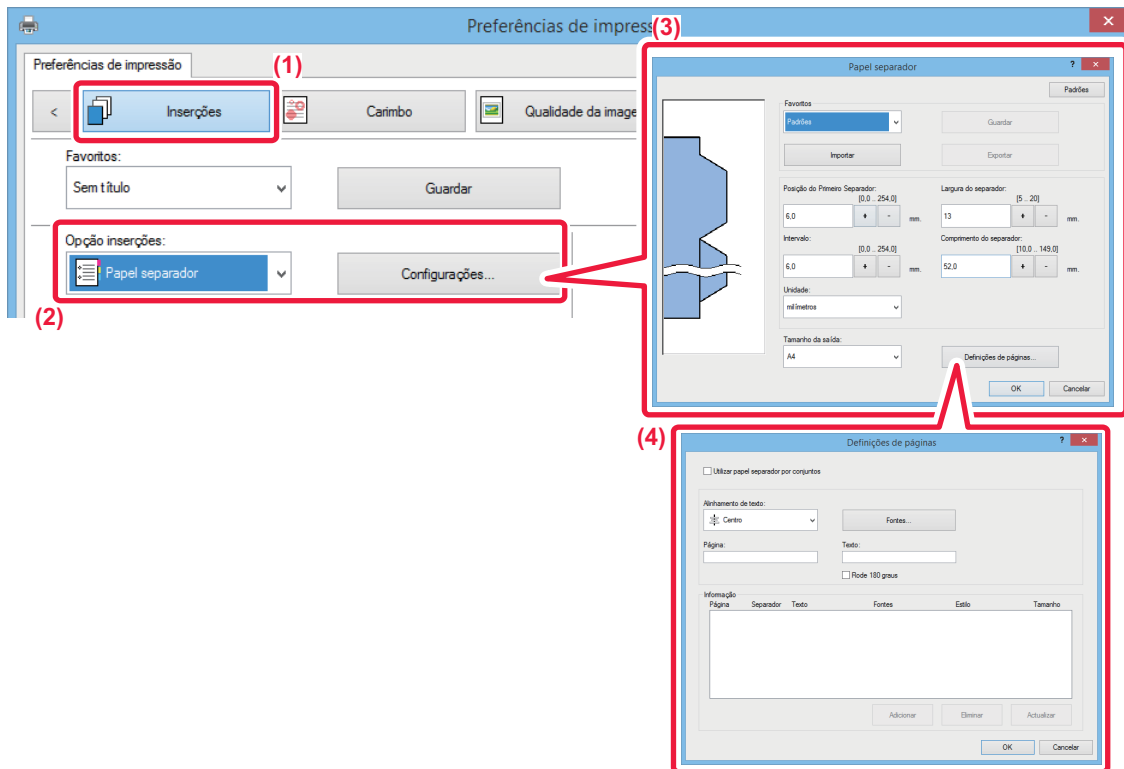 Preferências de impress
(3)
Preferências de impressão
(1)
<
Inserções
Carimbo
Qualidade da image
Favoritos:
Sem título
Guardar
Opção inserções:
Papel separador
Configurações...
(2)
Papel separador
?
Padrões
Favoritos
Padrões
Guardar
Importar
Exportar
Posição do Primeiro Separador:
Largura do separador:
[0,0 .. 254,0]
[5 .. 20]
6,0
+
-
mm.
13
+
-
mm.
Intervalo:
Comprimento do separador:
[0,0 .. 254,0]
[10,0 .. 149,0]
6,0
+
-
mm.
52,0
+
-
mm.
Unidade:
milímetros
Tamanho da saída:
A4
Definições de páginas...
OK
Cancelar
(4)
Definições de páginas
?
Utilizar papel separador por conjuntos
Alinhamento de texto:
Centro
Fontes...
Página:
Texto:
Rode 180 graus
Informação
Página Separador Texto Fontes Estilo Tamanho
Adicionar
Eliminar
Actualizar
OK
Cancelar